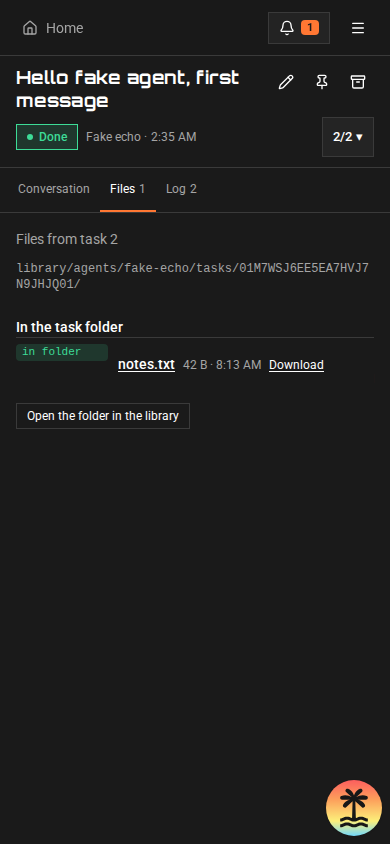 Home
1
Hello fake agent, first
message
Done
Fake echo · 2:35 AM
2/2 ▾
Conversation
Files 1
Log 2
Files from task 2
library/agents/fake-echo/tasks/01M7WSJ6EE5EA7HVJ7
N9JHJQ01/
In the task folder
in folder
notes.txt 42 B · 8:13 AM Download
Open the folder in the library